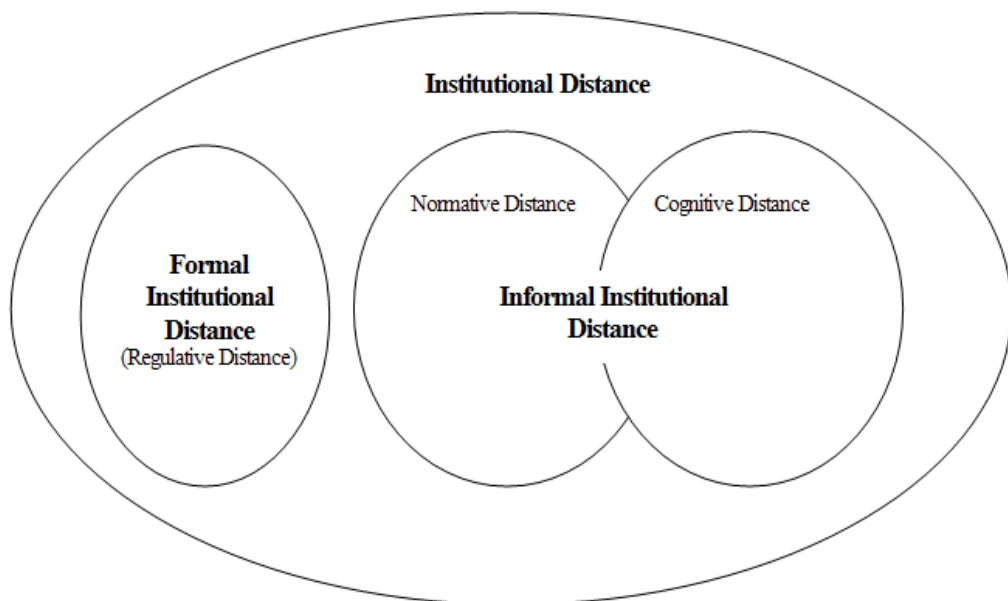 Institutional Distance
Normative Distance
Cognitive Distance
Formal
Institutional
Distance
(Regulative Distance)
Informal Institutional
Distance